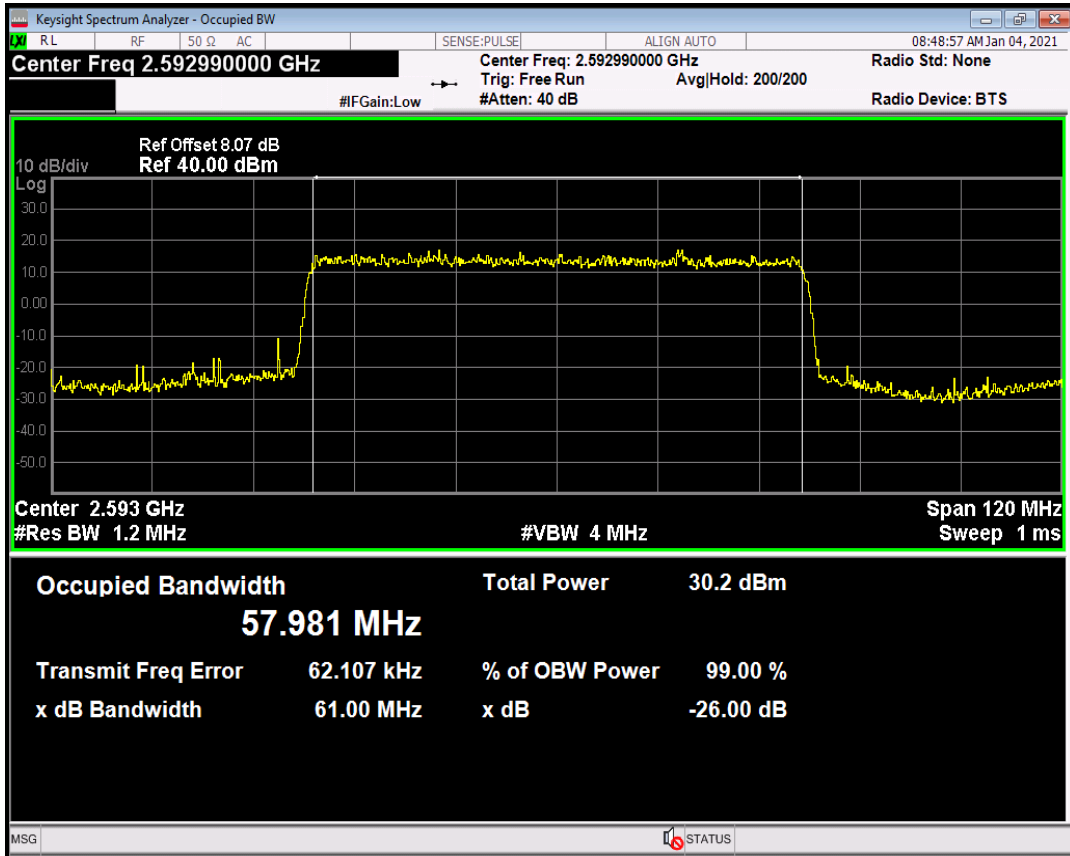 Keysight Spectrum Analyzer - Occupied BW
LXI RL RF 50 Ω AC SENSE:PULSE ALIGN AUTO 08:48:57 AM Jan 04, 2021
Center Freq 2.592990000 GHz Center Freq: 2.592990000 GHz Radio Std: None
Trig: Free Run Avg|Hold: 200/200
#IFGain:Low #Atten: 40 dB Radio Device: BTS
Ref Offset 8.07 dB
10 dB/div Ref 40.00 dBm
Log
30.0
20.0
10.0
0.00
-10.0
-20.0
-30.0
-40.0
-50.0
Center 2.593 GHz Span 120 MHz
#Res BW 1.2 MHz #VBW 4 MHz Sweep 1 ms
Occupied Bandwidth Total Power 30.2 dBm
57.981 MHz
Transmit Freq Error 62.107 kHz % of OBW Power 99.00 %
x dB Bandwidth 61.00 MHz x dB -26.00 dB
MSG STATUS